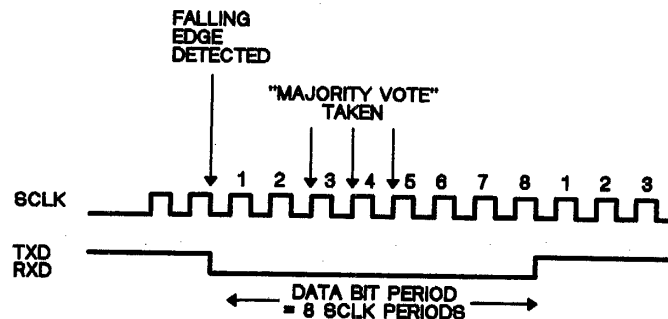 FALLING
EDGE
DETECTED
"MAJORITY VOTE"
TAKEN
1 2 3 4 5 6 7 8 1 2 3
SCLK
TXD
RXD
DATA BIT PERIOD
= 8 SCLK PERIODS